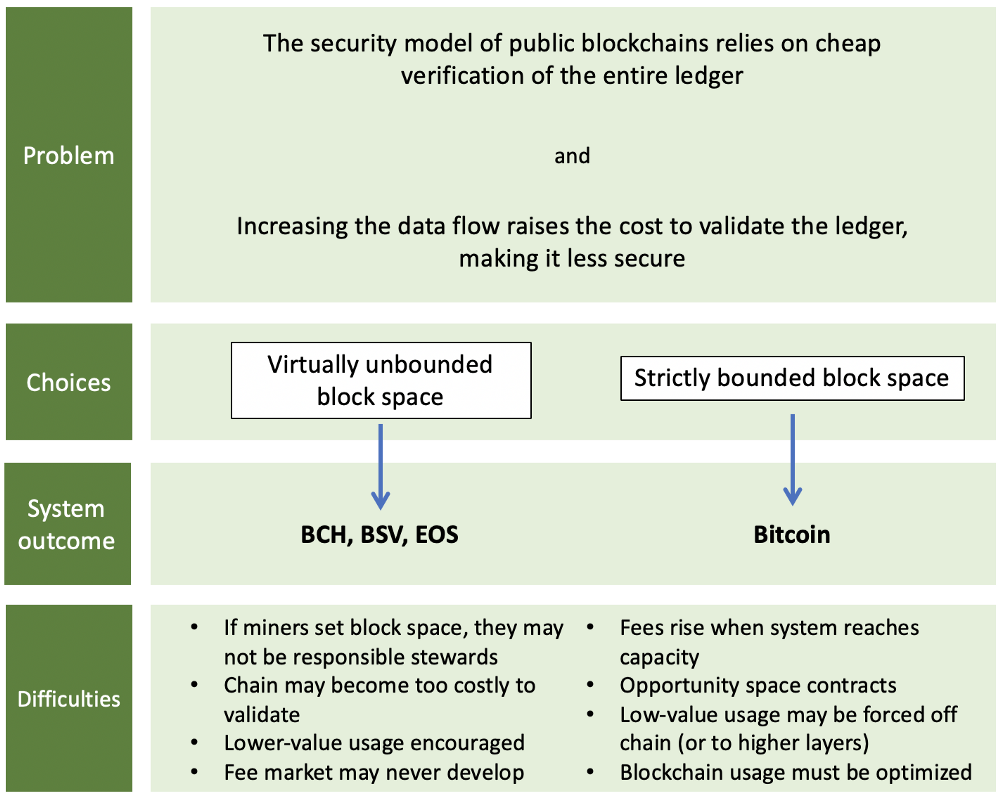 Problem
The security model of public blockchains relies on cheap
verification of the entire ledger
and
Increasing the data flow raises the cost to validate the ledger,
making it less secure
Choices
Virtually unbounded
block space
Strictly bounded block space
System
outcome
BCH, BSV, EOS
Bitcoin
Difficulties
• If miners set block space, they may
not be responsible stewards
• Chain may become too costly to
validate
• Lower-value usage encouraged
• Fee market may never develop
• Fees rise when system reaches
capacity
• Opportunity space contracts
• Low-value usage may be forced off
chain (or to higher layers)
• Blockchain usage must be optimized